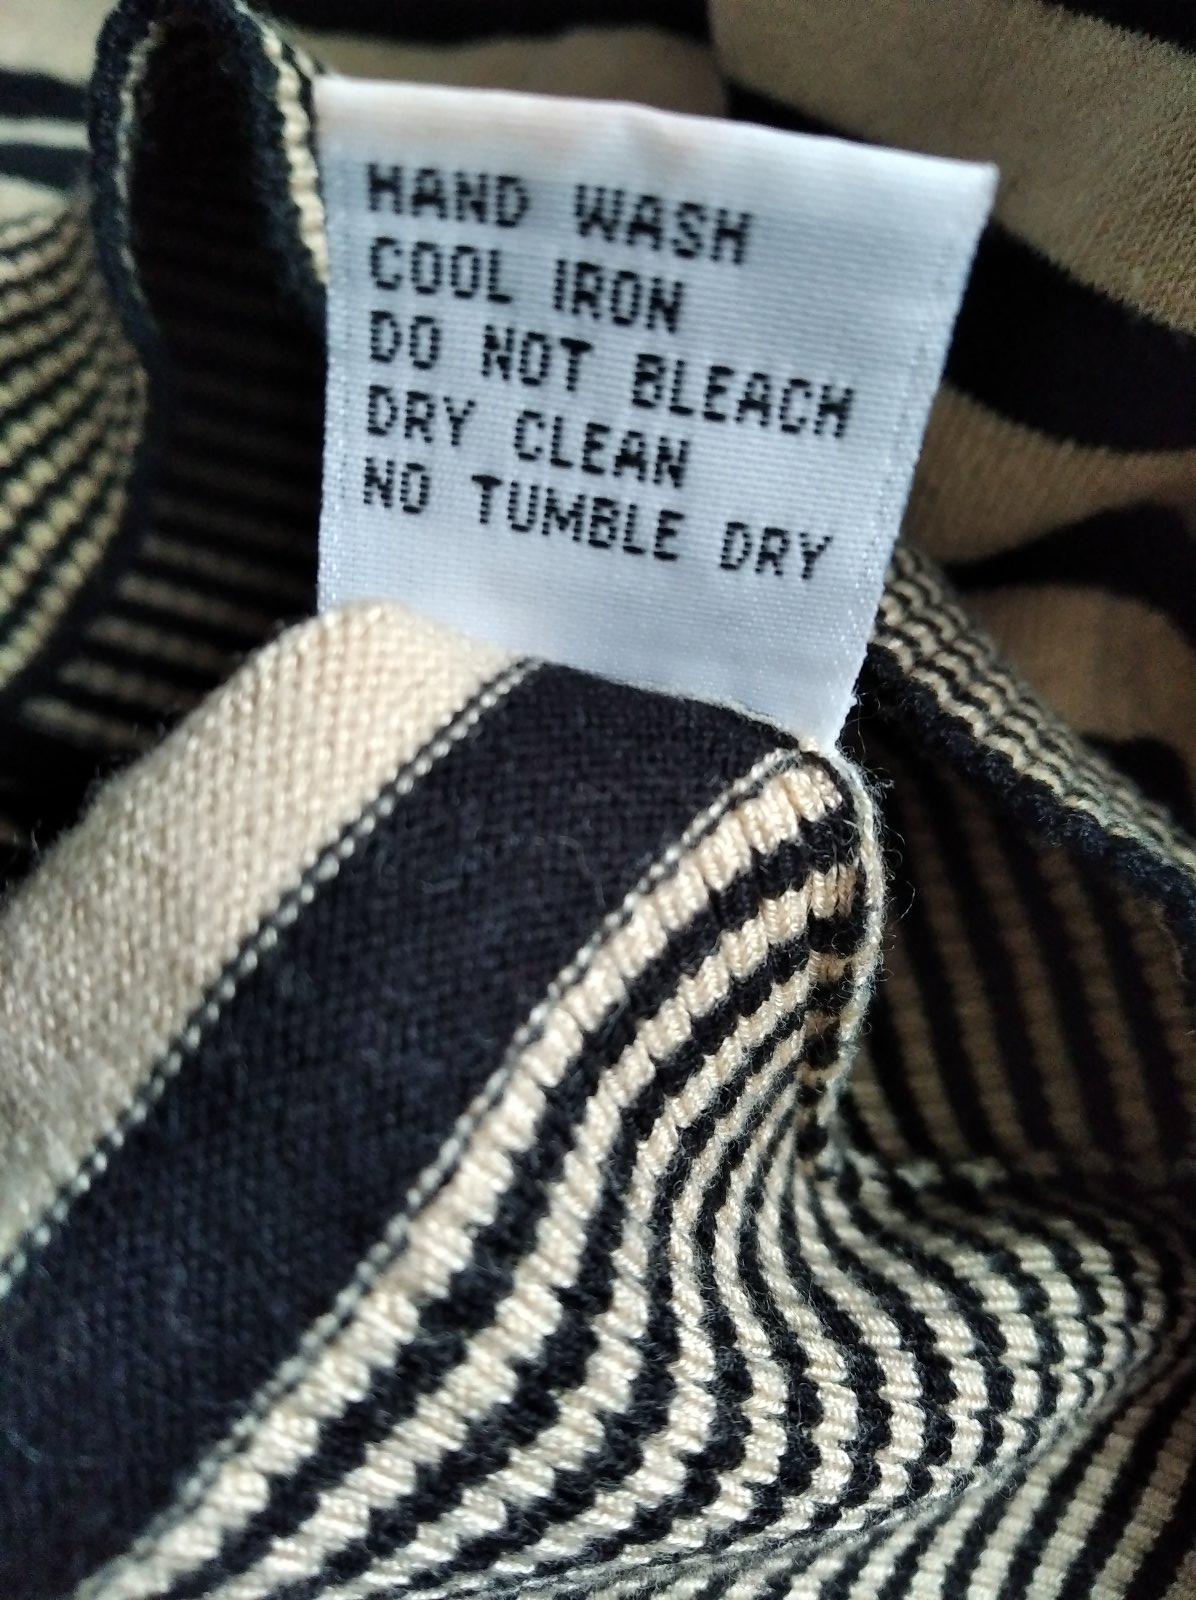 HAND WASH
COOL IRON
DO NOT BLEACH
DRY CLEAN
NO TUMBLE DRY